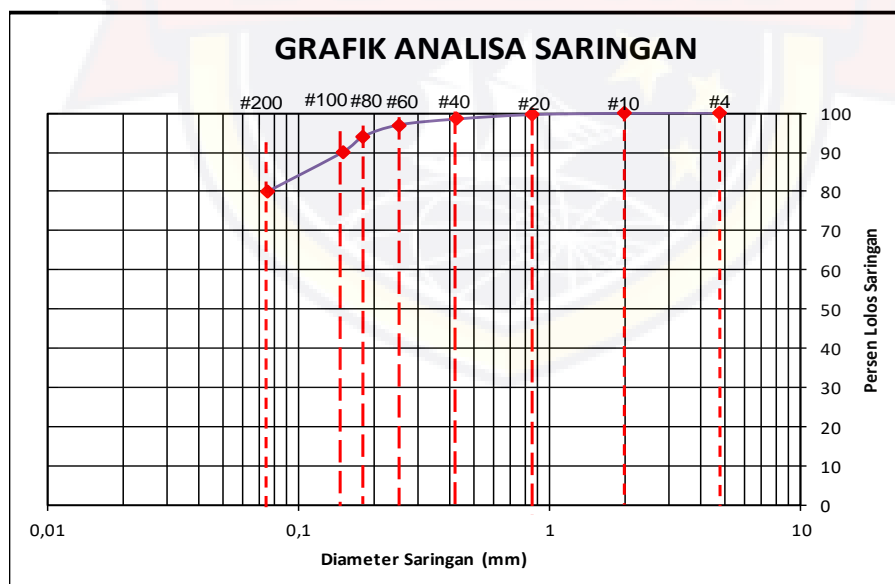 GRAFIK ANALISA SARINGAN
#200 #100 #80 #60 #40 #20 #10 #4
100
90
80
70
60
50
40
30
20
10
0
Persen Lolos Saringan
0,01 0,1 1 10
Diameter Saringan (mm)